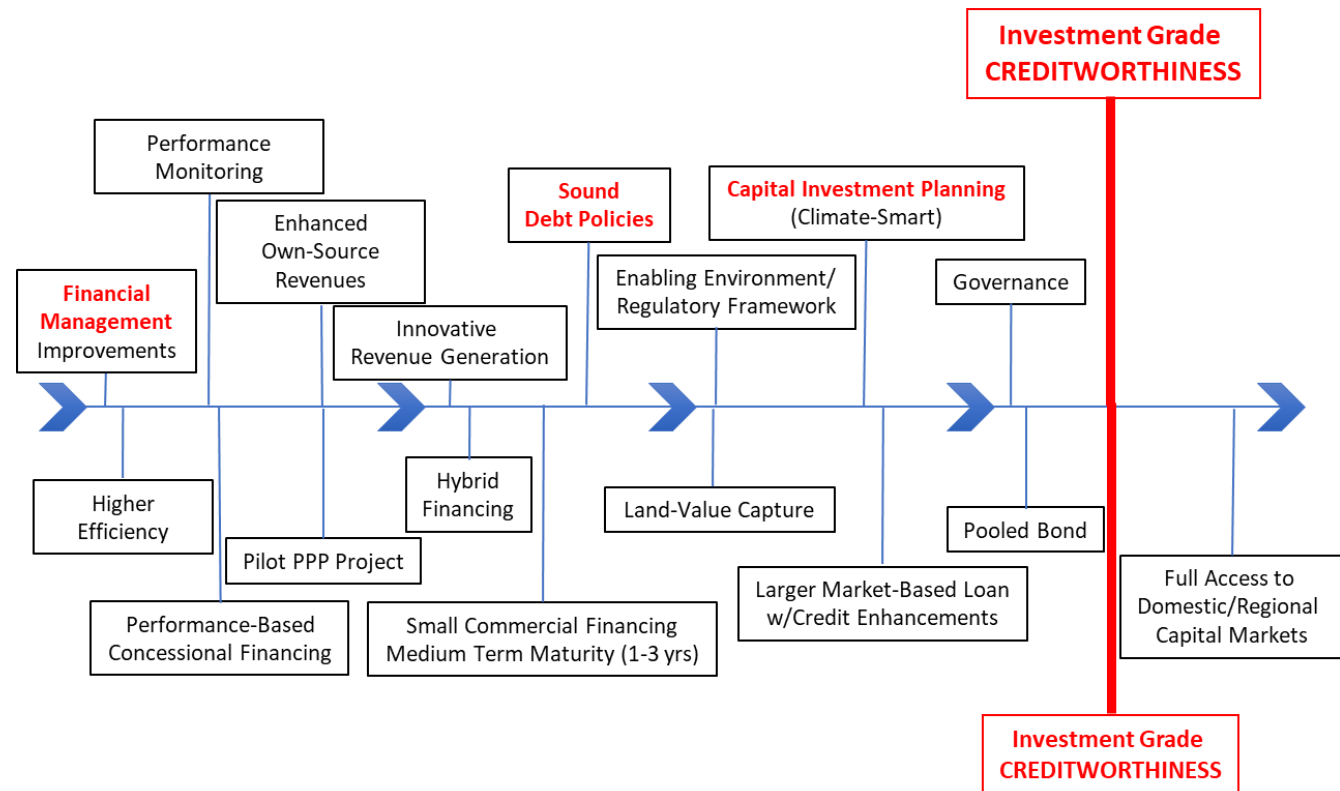 Investment Grade
CREDITWORTHINESS
Performance
Monitoring
Sound
Debt Policies
Capital Investment Planning
(Climate-Smart)
Enhanced
Own-Source
Revenues
Enabling Environment/
Regulatory Framework
Governance
Financial
Management
Improvements
Innovative
Revenue Generation
Higher
Efficiency
Hybrid
Financing
Land-Value Capture
Pooled Bond
Pilot PPP Project
Performance-Based
Concessional Financing
Small Commercial Financing
Medium Term Maturity (1-3 yrs)
Larger Market-Based Loan
w/Credit Enhancements
Full Access to
Domestic/Regional
Capital Markets
Investment Grade
CREDITWORTHINESS